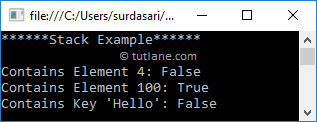 file:///C:/Users/surdasari/...
******Stack Example******
© tutlane.com
Contains Element 4: False
Contains Element 100: True
Contains Key 'Hello': False